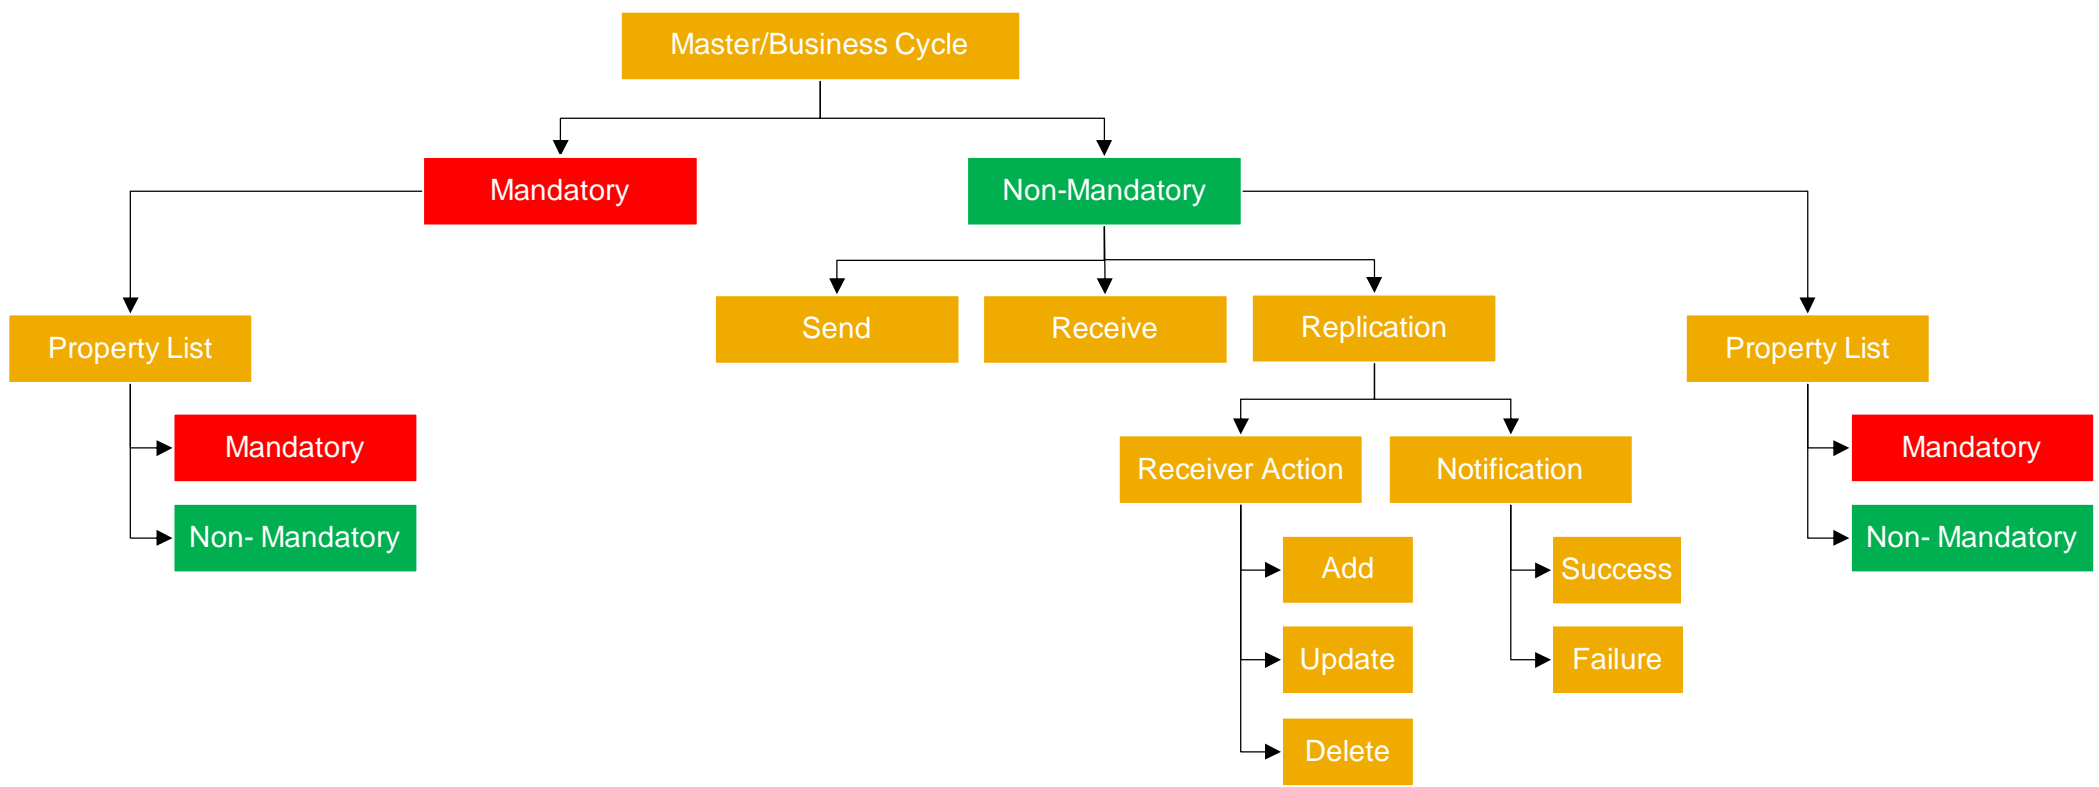 Master/Business Cycle
Mandatory
Non-Mandatory
Send
Receive
Replication
Property List
Property List
Mandatory
Mandatory
Receiver Action
Notification
Non- Mandatory
Non- Mandatory
Add
Success
Update
Failure
Delete